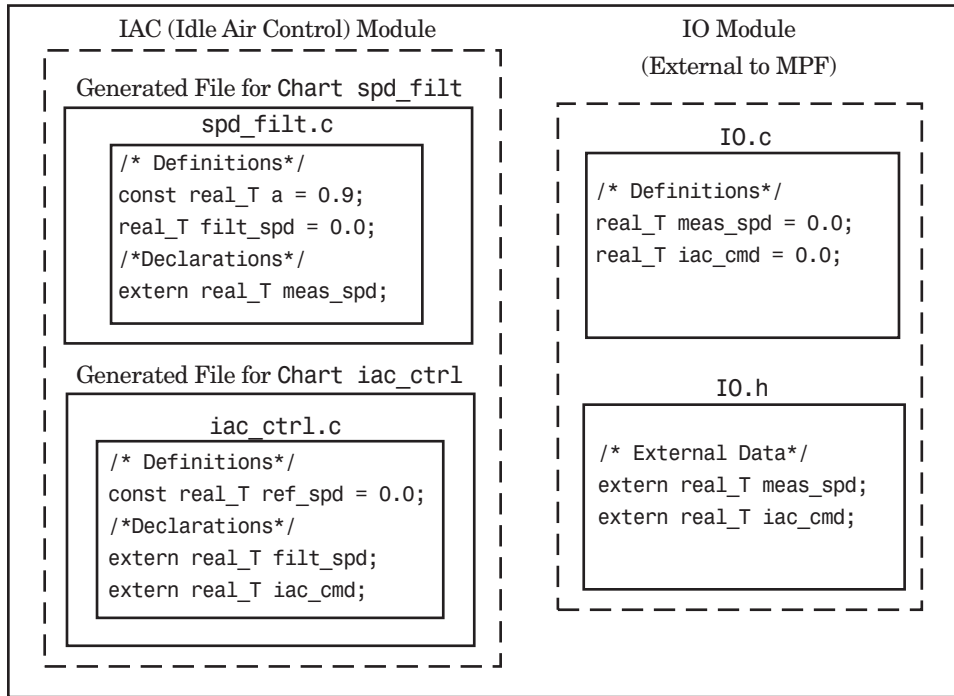 IAC (Idle Air Control) Module
Generated File for Chart spd_filt
spd_filt.c
/* Definitions*/
const real_T a = 0.9;
real_T filt_spd = 0.0;
/*Declarations*/
extern real_T meas_spd;
Generated File for Chart iac_ctrl
iac_ctrl.c
/* Definitions*/
const real_T ref_spd = 0.0;
/*Declarations*/
extern real_T filt_spd;
extern real_T iac_cmd;
IO Module
(External to MPF)
IO.c
/* Definitions*/
real_T meas_spd = 0.0;
real_T iac_cmd = 0.0;
IO.h
/* External Data*/
extern real_T meas_spd;
extern real_T iac_cmd;